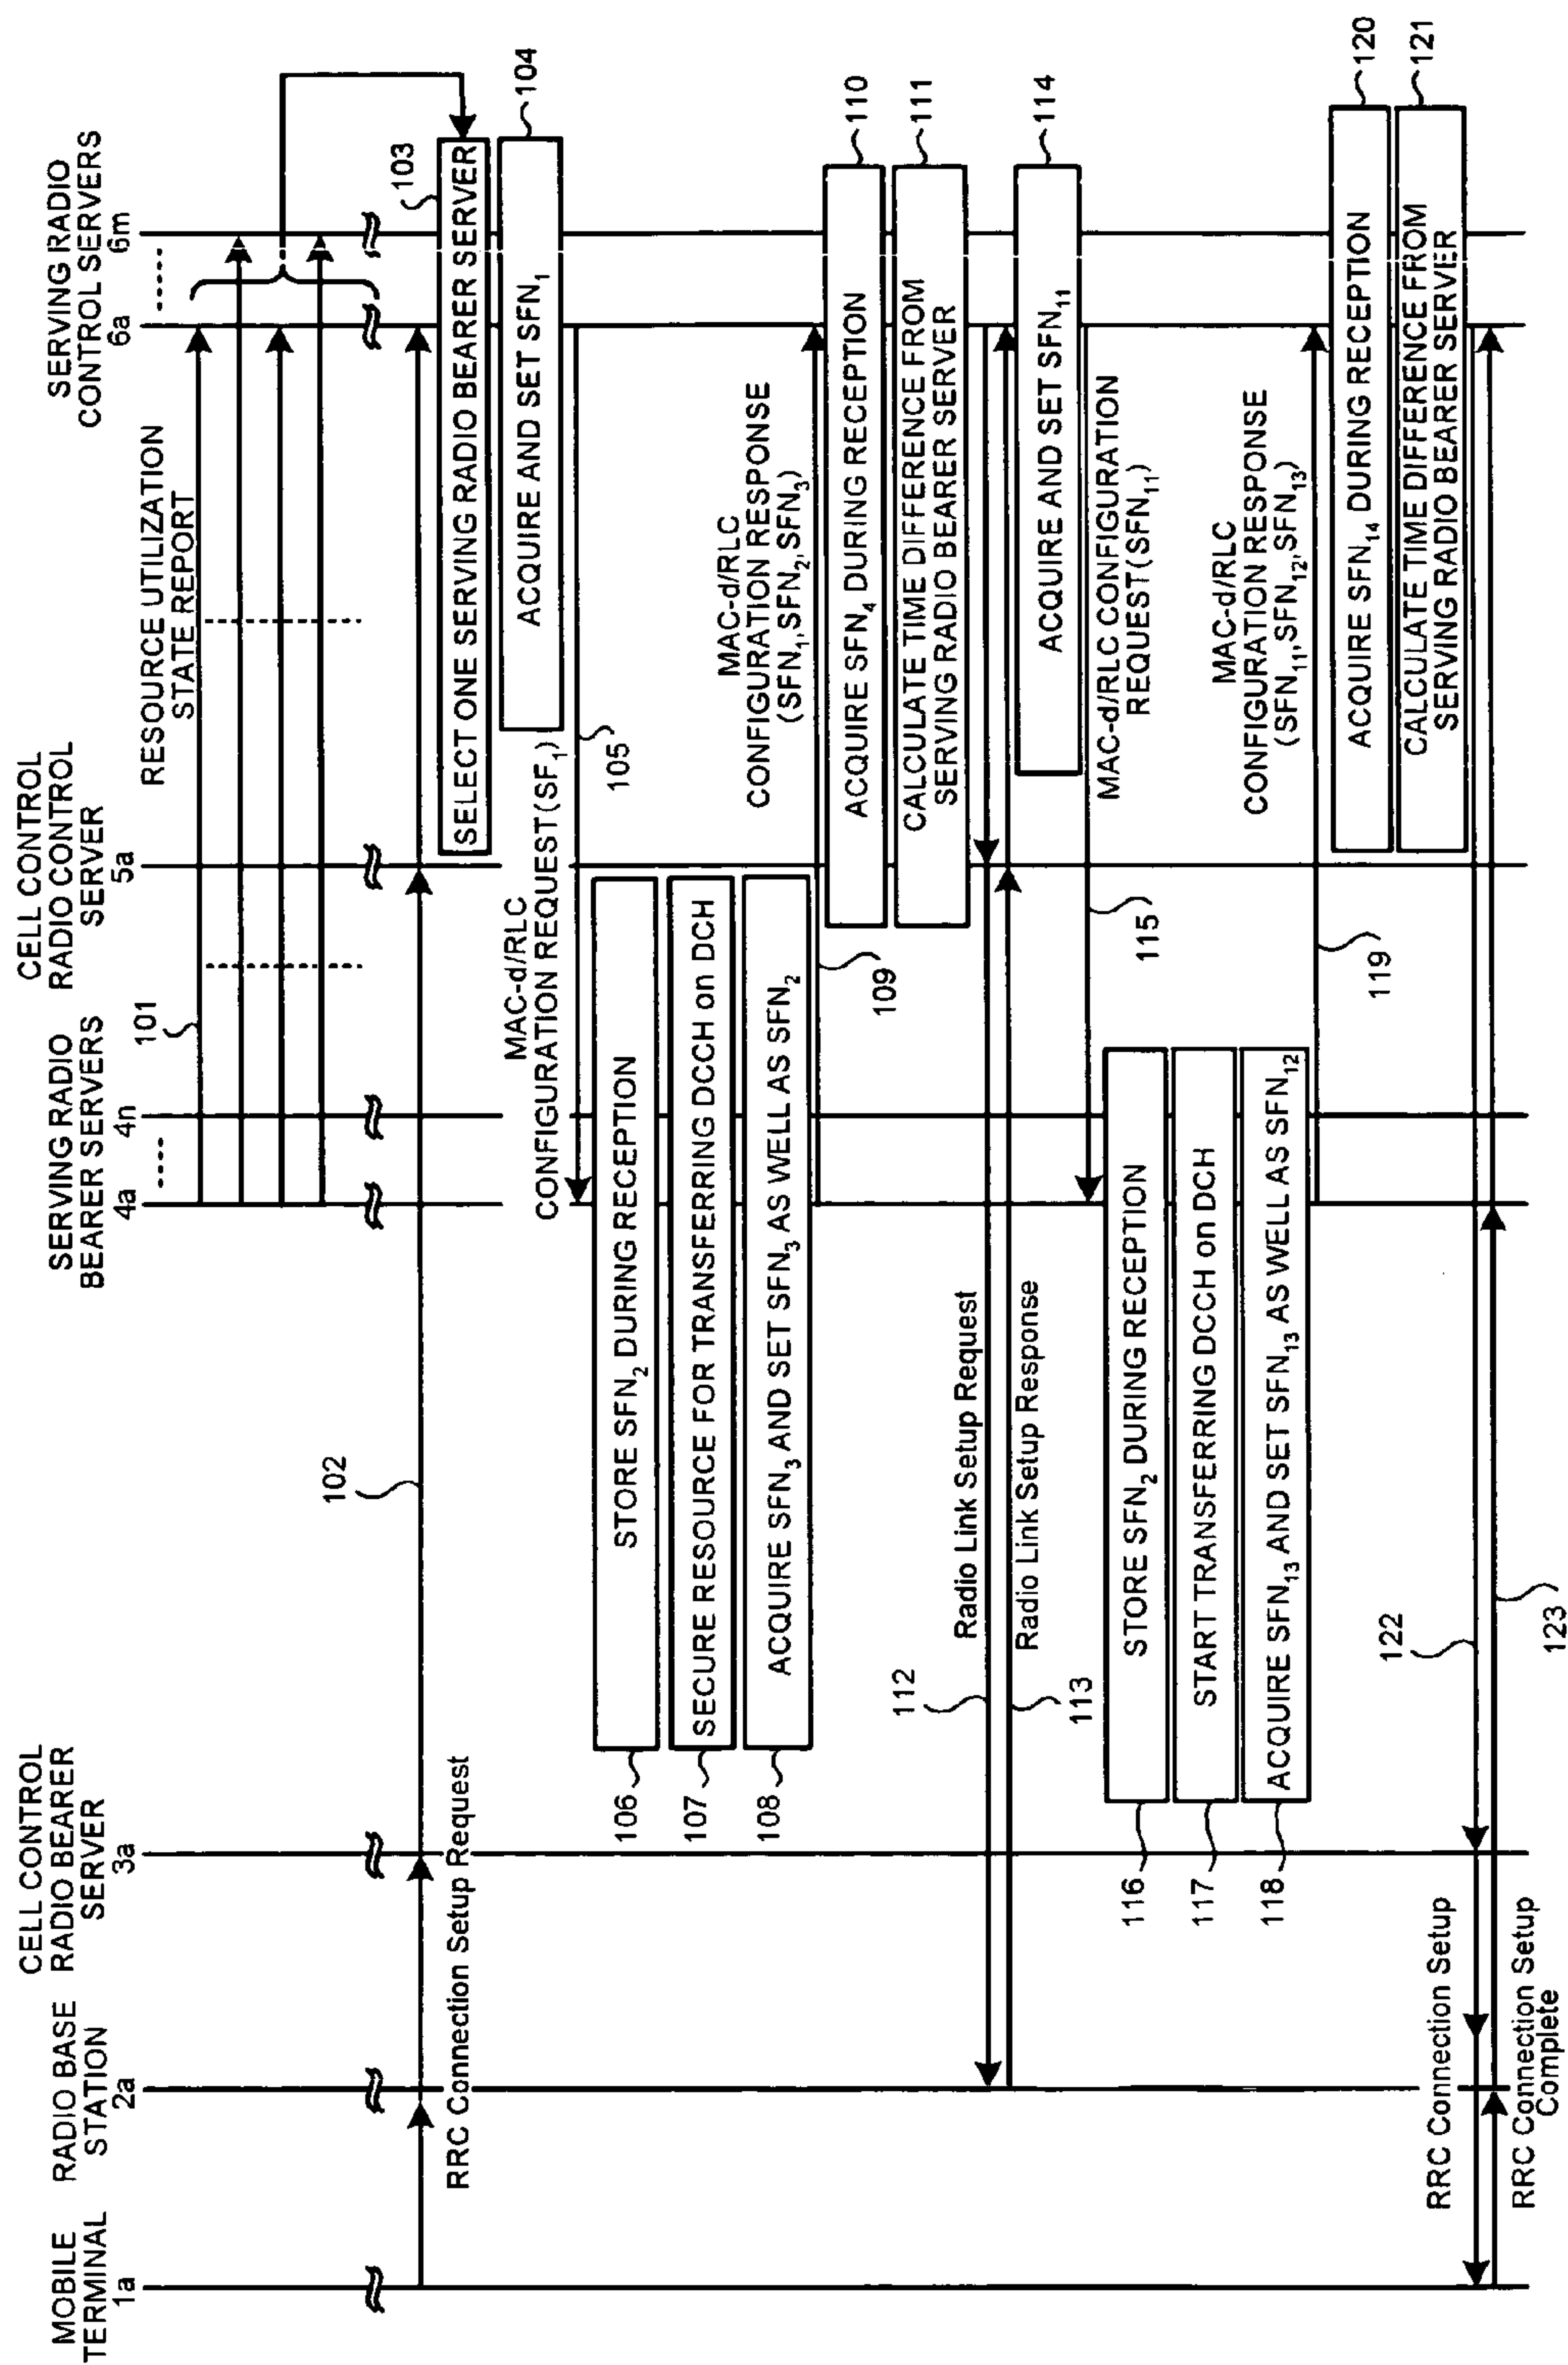 MOBILE
TERMINAL
1a
RADIO BASE
STATION
2a
CELL CONTROL
RADIO BEARER
SERVER
3a
SERVING RADIO
BEARER SERVERS
4a
4n
CELL CONTROL
RADIO CONTROL
SERVER
5a
SERVING RADIO
CONTROL SERVERS
6a
6m
101
RESOURCE UTILIZATION
STATE REPORT
102
RRC Connection Setup Request
103
SELECT ONE SERVING RADIO BEARER SERVER
ACQUIRE AND SET SFN1
104
MAC-d/RLC
CONFIGURATION REQUEST(SF1)
105
106
STORE SFN2 DURING RECEPTION
107
SECURE RESOURCE FOR TRANSFERRING DCCH on DCH
108
ACQUIRE SFN3 AND SET SFN3 AS WELL AS SFN2
MAC-d/RLC
CONFIGURATION RESPONSE
(SFN1,SFN2,SFN3)
109
ACQUIRE SFN4 DURING RECEPTION
110
CALCULATE TIME DIFFERENCE FROM
SERVING RADIO BEARER SERVER
111
112
Radio Link Setup Request
113
Radio Link Setup Response
ACQUIRE AND SET SFN11
114
MAC-d/RLC CONFIGURATION
REQUEST(SFN11)
115
116
STORE SFN2 DURING RECEPTION
117
START TRANSFERRING DCCH on DCH
118
ACQUIRE SFN13 AND SET SFN13 AS WELL AS SFN12
MAC-d/RLC
CONFIGURATION RESPONSE
(SFN11,SFN12,SFN13)
119
ACQUIRE SFN14 DURING RECEPTION
120
CALCULATE TIME DIFFERENCE FROM
SERVING RADIO BEARER SERVER
121
RRC Connection Setup
122
RRC Connection Setup
Complete
123